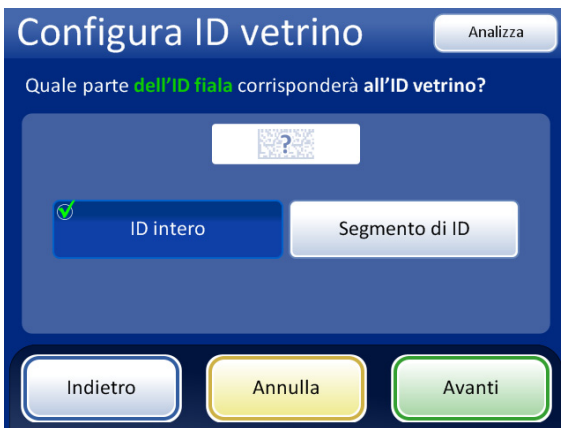 Configura ID vetrino
Analizza
Quale parte dell'ID fiala corrisponderà all'ID vetrino?
?
ID intero
Segmento di ID
Indietro
Annulla
Avanti